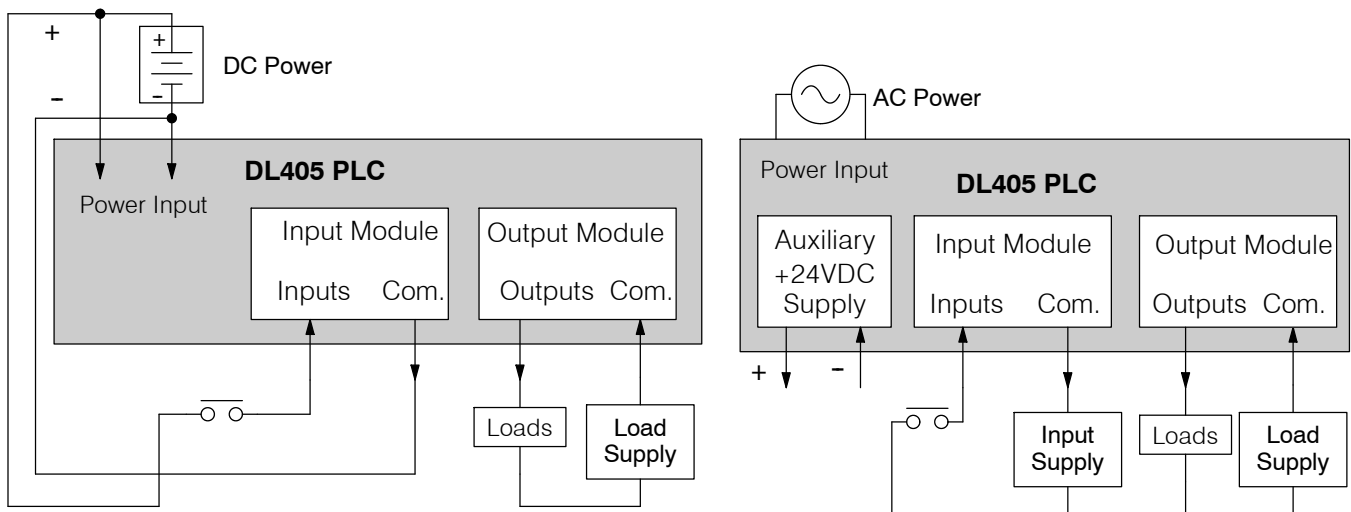 +
+
-
-
DC Power
DL405 PLC
Power Input
Input Module
Inputs Com.
Output Module
Outputs Com.
Loads
Load
Supply
AC Power
Power Input
DL405 PLC
Auxiliary
+24VDC
Supply
Input Module
Inputs Com.
Output Module
Outputs Com.
+ -
Input
Supply
Loads
Load
Supply